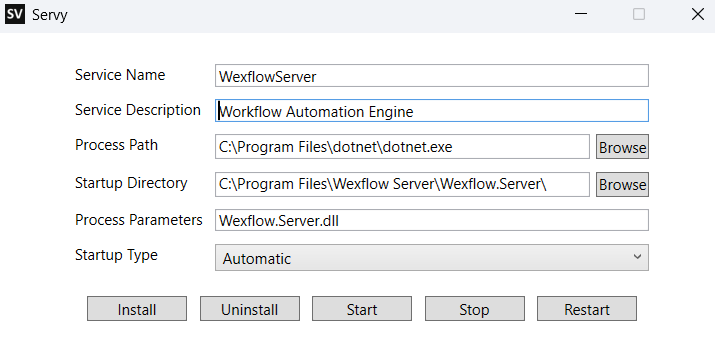 SV Servy
Service Name WexflowServer
Service Description Workflow Automation Engine
Process Path C:\Program Files\dotnet\dotnet.exe Browse
Startup Directory C:\Program Files\Wexflow Server\Wexflow.Server\ Browse
Process Parameters Wexflow.Server.dll
Startup Type Automatic
Install Uninstall Start Stop Restart